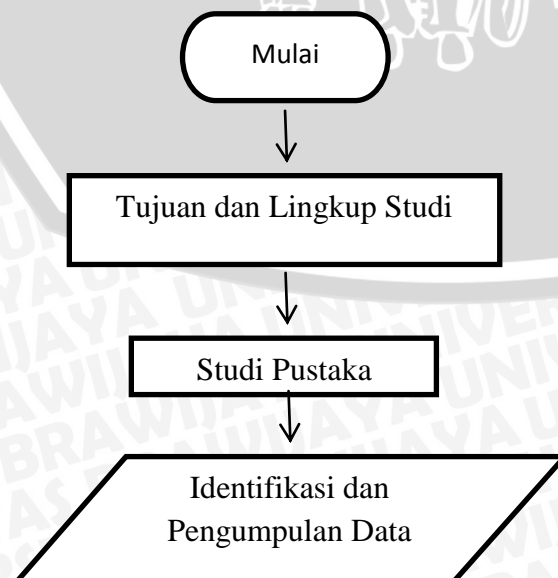 Mulai
Tujuan dan Lingkup Studi
Studi Pustaka
Identifikasi dan
Pengumpulan Data